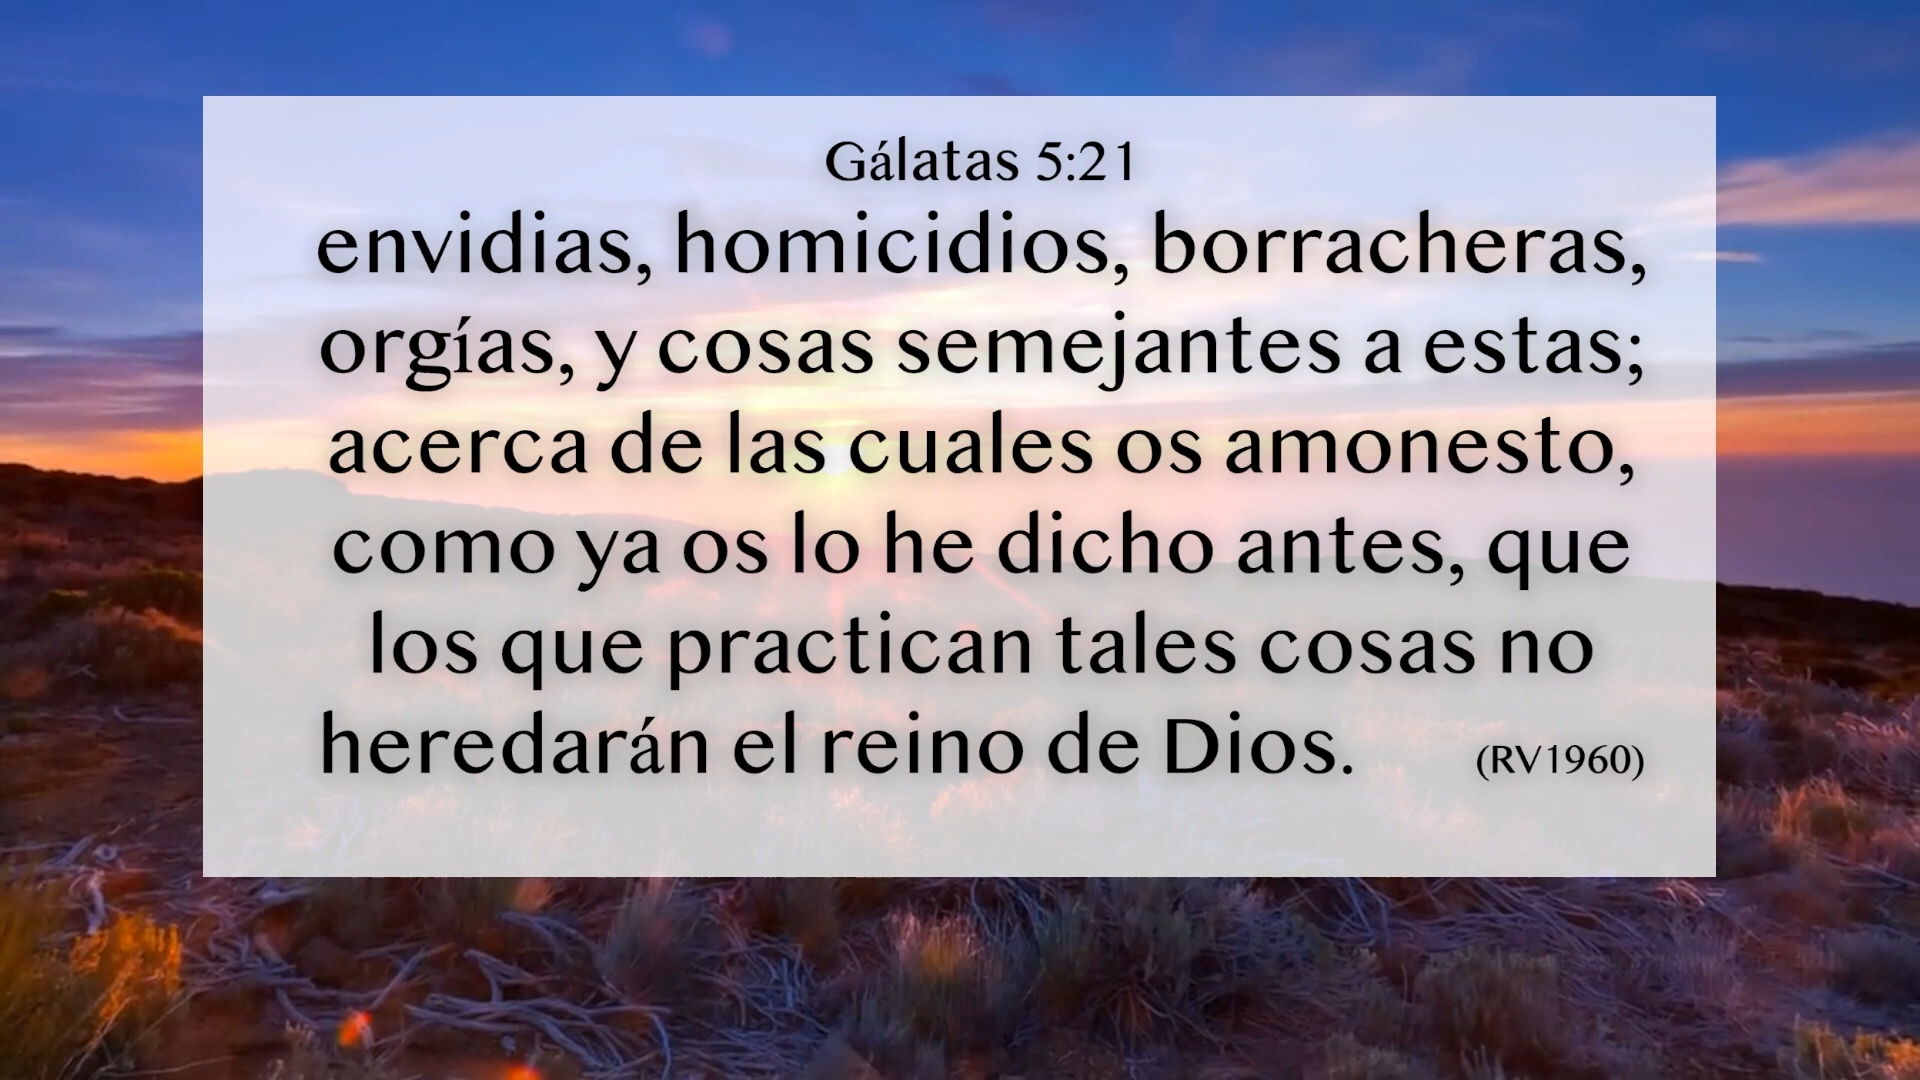 Gálatas 5:21
envidias, homicidios, borracheras,
orgías, y cosas semejantes a estas;
acerca de las cuales os amonesto,
como ya os lo he dicho antes, que
los que practican tales cosas no
heredarán el reino de Dios. (RV1960)